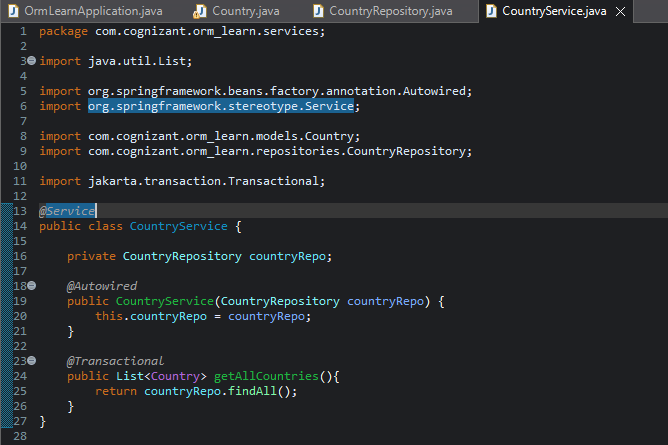 OrmLearnApplication.java Country.java CountryRepository.java CountryService.java
1 package com.cognizant.orm_learn.services;
2
3 import java.util.List;
4
5 import org.springframework.beans.factory.annotation.Autowired;
6 import org.springframework.stereotype.Service;
7
8 import com.cognizant.orm_learn.models.Country;
9 import com.cognizant.orm_learn.repositories.CountryRepository;
10
11 import jakarta.transaction.Transactional;
12
13 @Service
14 public class CountryService {
15
16     private CountryRepository countryRepo;
17
18     @Autowired
19     public CountryService(CountryRepository countryRepo) {
20         this.countryRepo = countryRepo;
21     }
22
23     @Transactional
24     public List<Country> getAllCountries(){
25         return countryRepo.findAll();
26     }
27 }
28